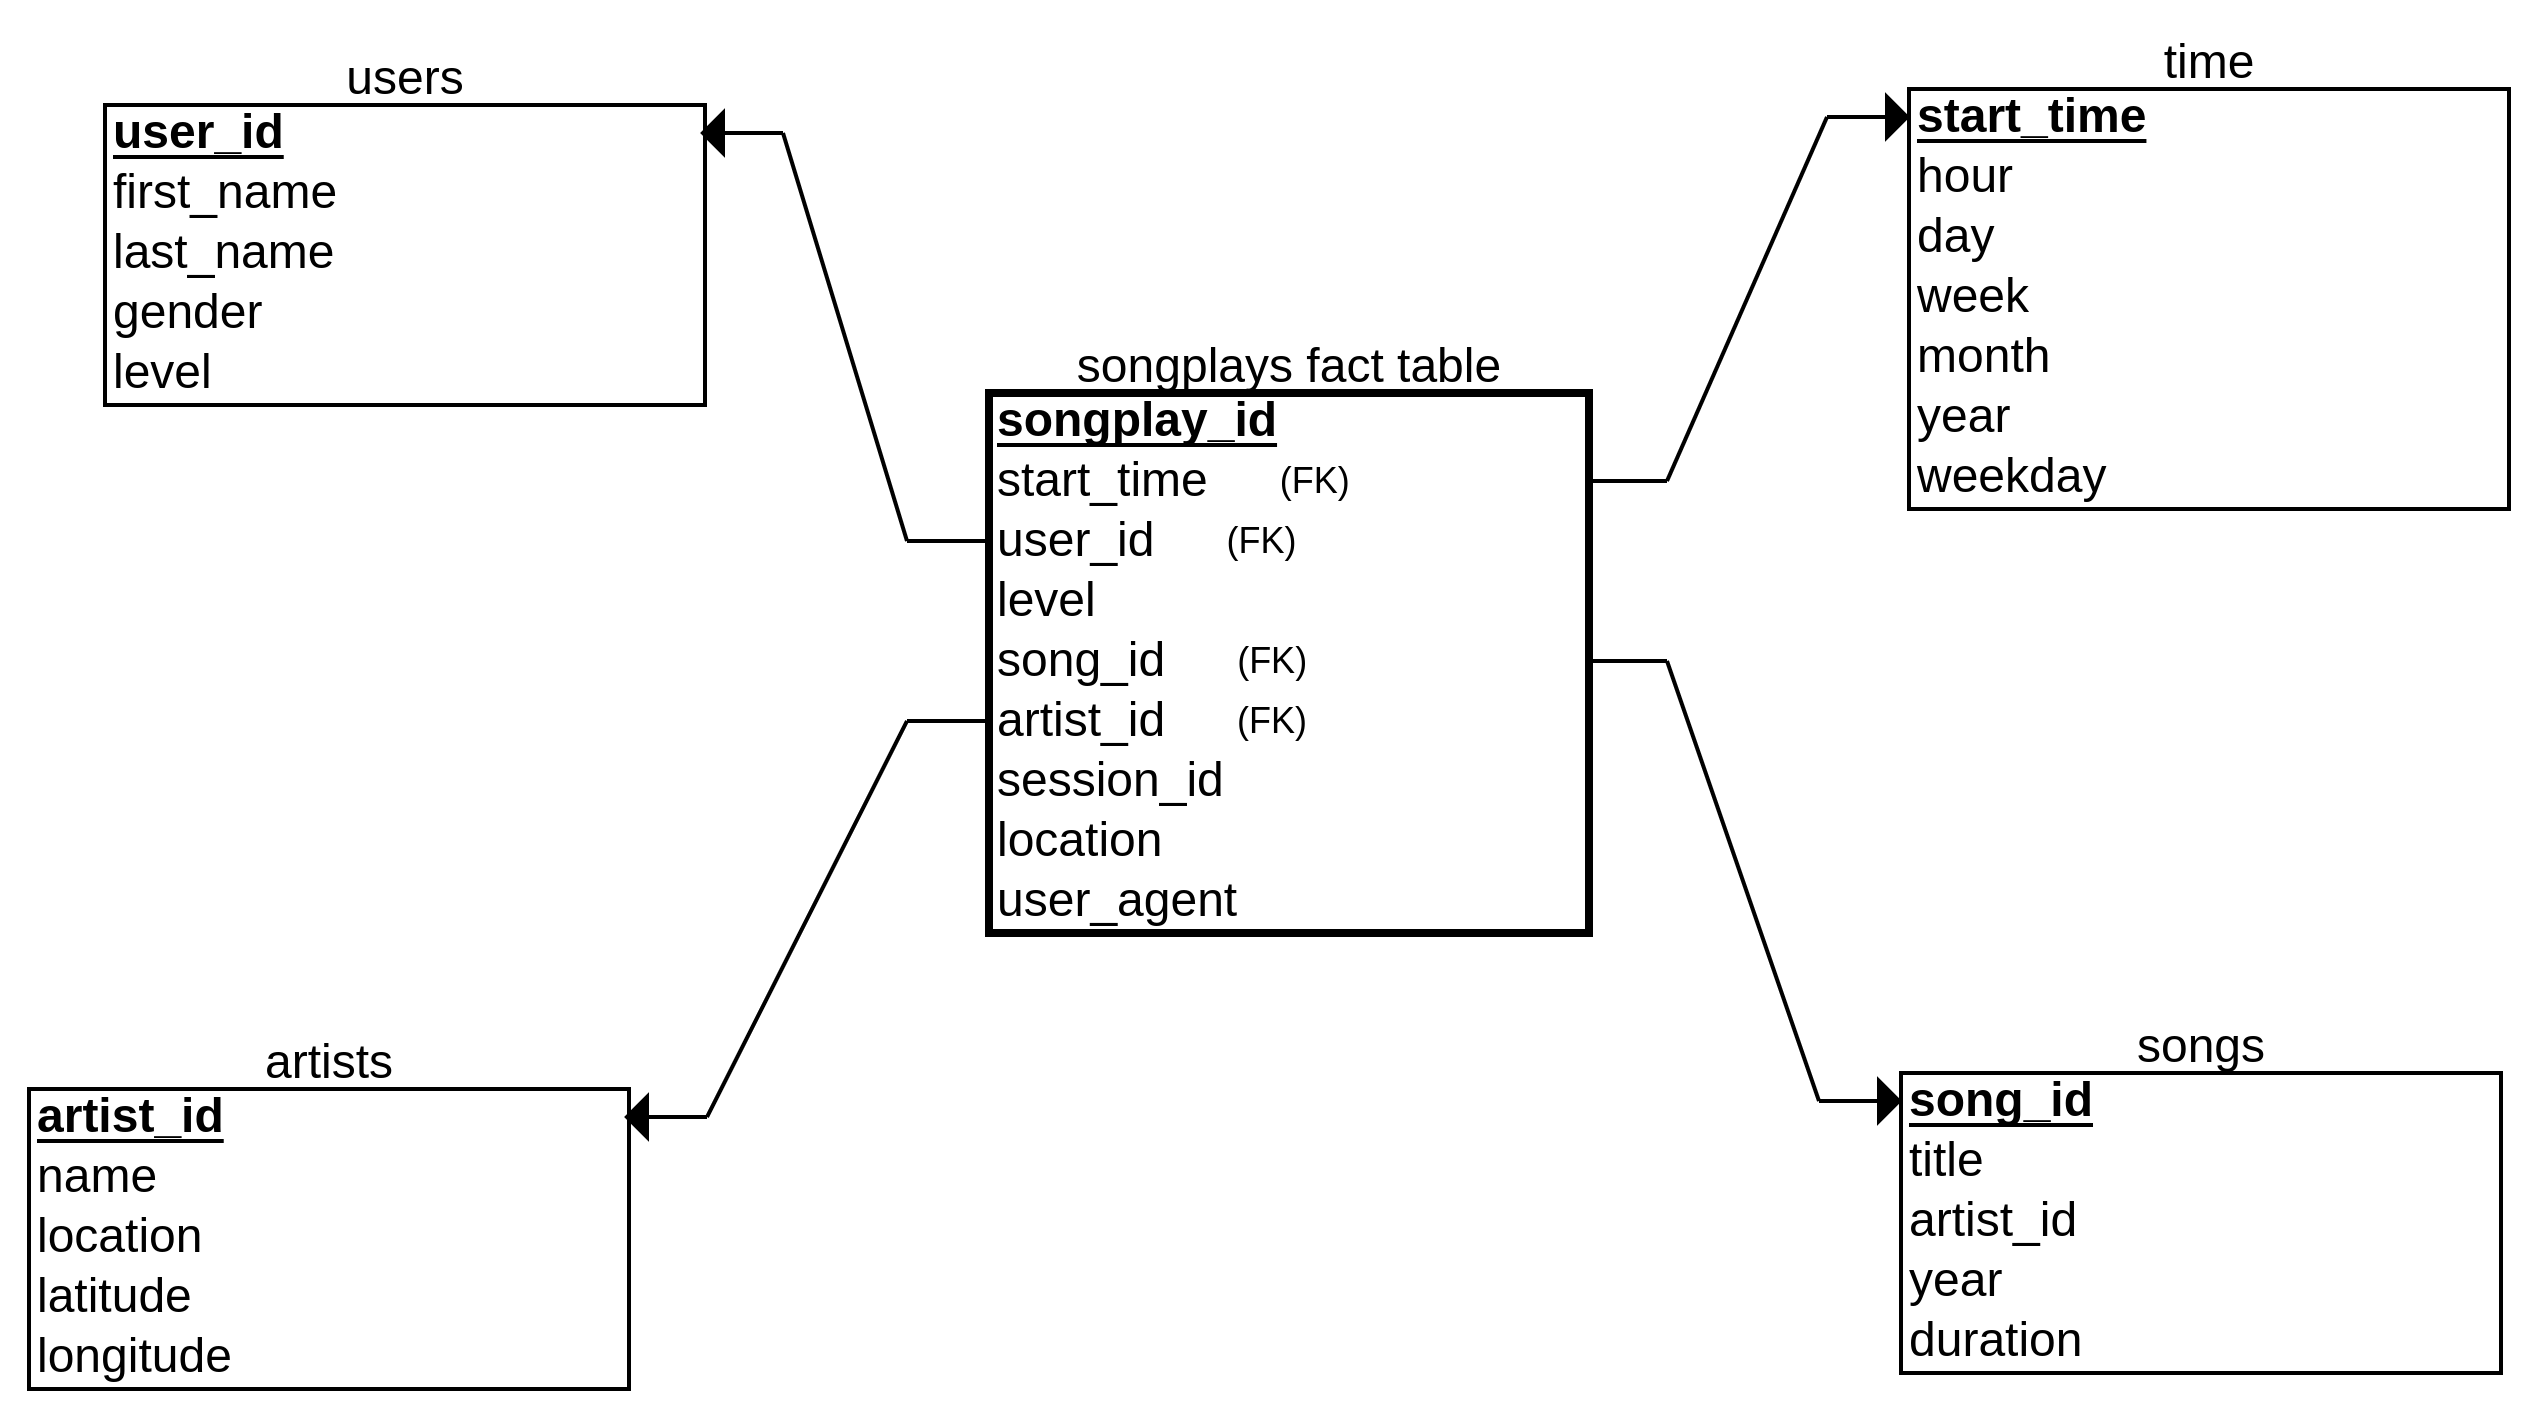 users
user_id
first_name
last_name
gender
level
time
start_time
hour
day
week
month
year
weekday
songplays fact table
songplay_id
start_time (FK)
user_id (FK)
level
song_id (FK)
artist_id (FK)
session_id
location
user_agent
artists
artist_id
name
location
latitude
longitude
songs
song_id
title
artist_id
year
duration